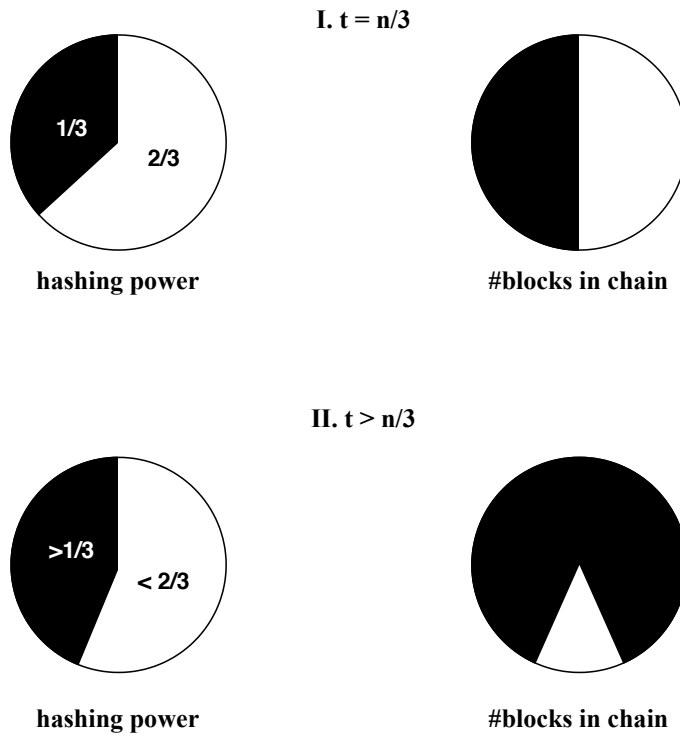 I. t = n/3
1/3
2/3
hashing power
#blocks in chain
II. t > n/3
>1/3
< 2/3
hashing power
#blocks in chain